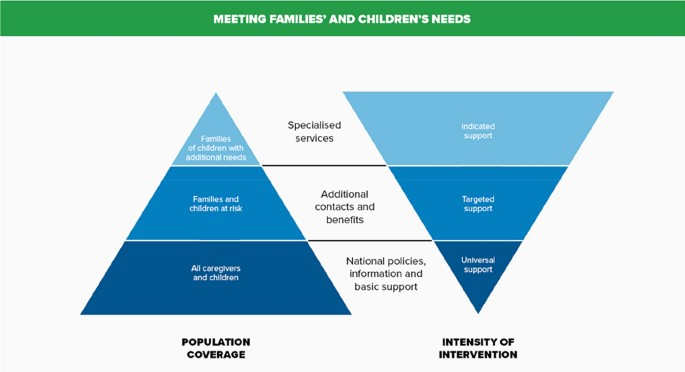 MEETING FAMILIES' AND CHILDREN'S NEEDS
Families
of children with
additional needs
Specialised
services
Indicated
support
Families and
children at risk
Additional
contacts and
benefits
Targeted
support
All caregivers
and children
National policies,
information and
basic support
Universal
support
POPULATION
COVERAGE
INTENSITY OF
INTERVENTION